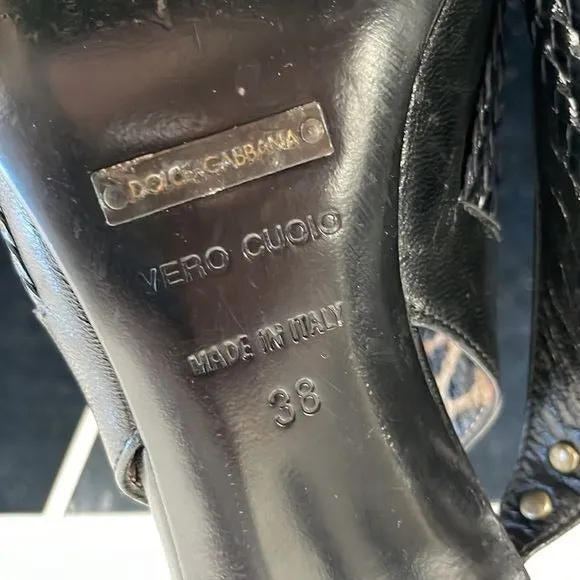 DOLCE & GABBANA
VERO CUOIO
MADE IN ITALY
38